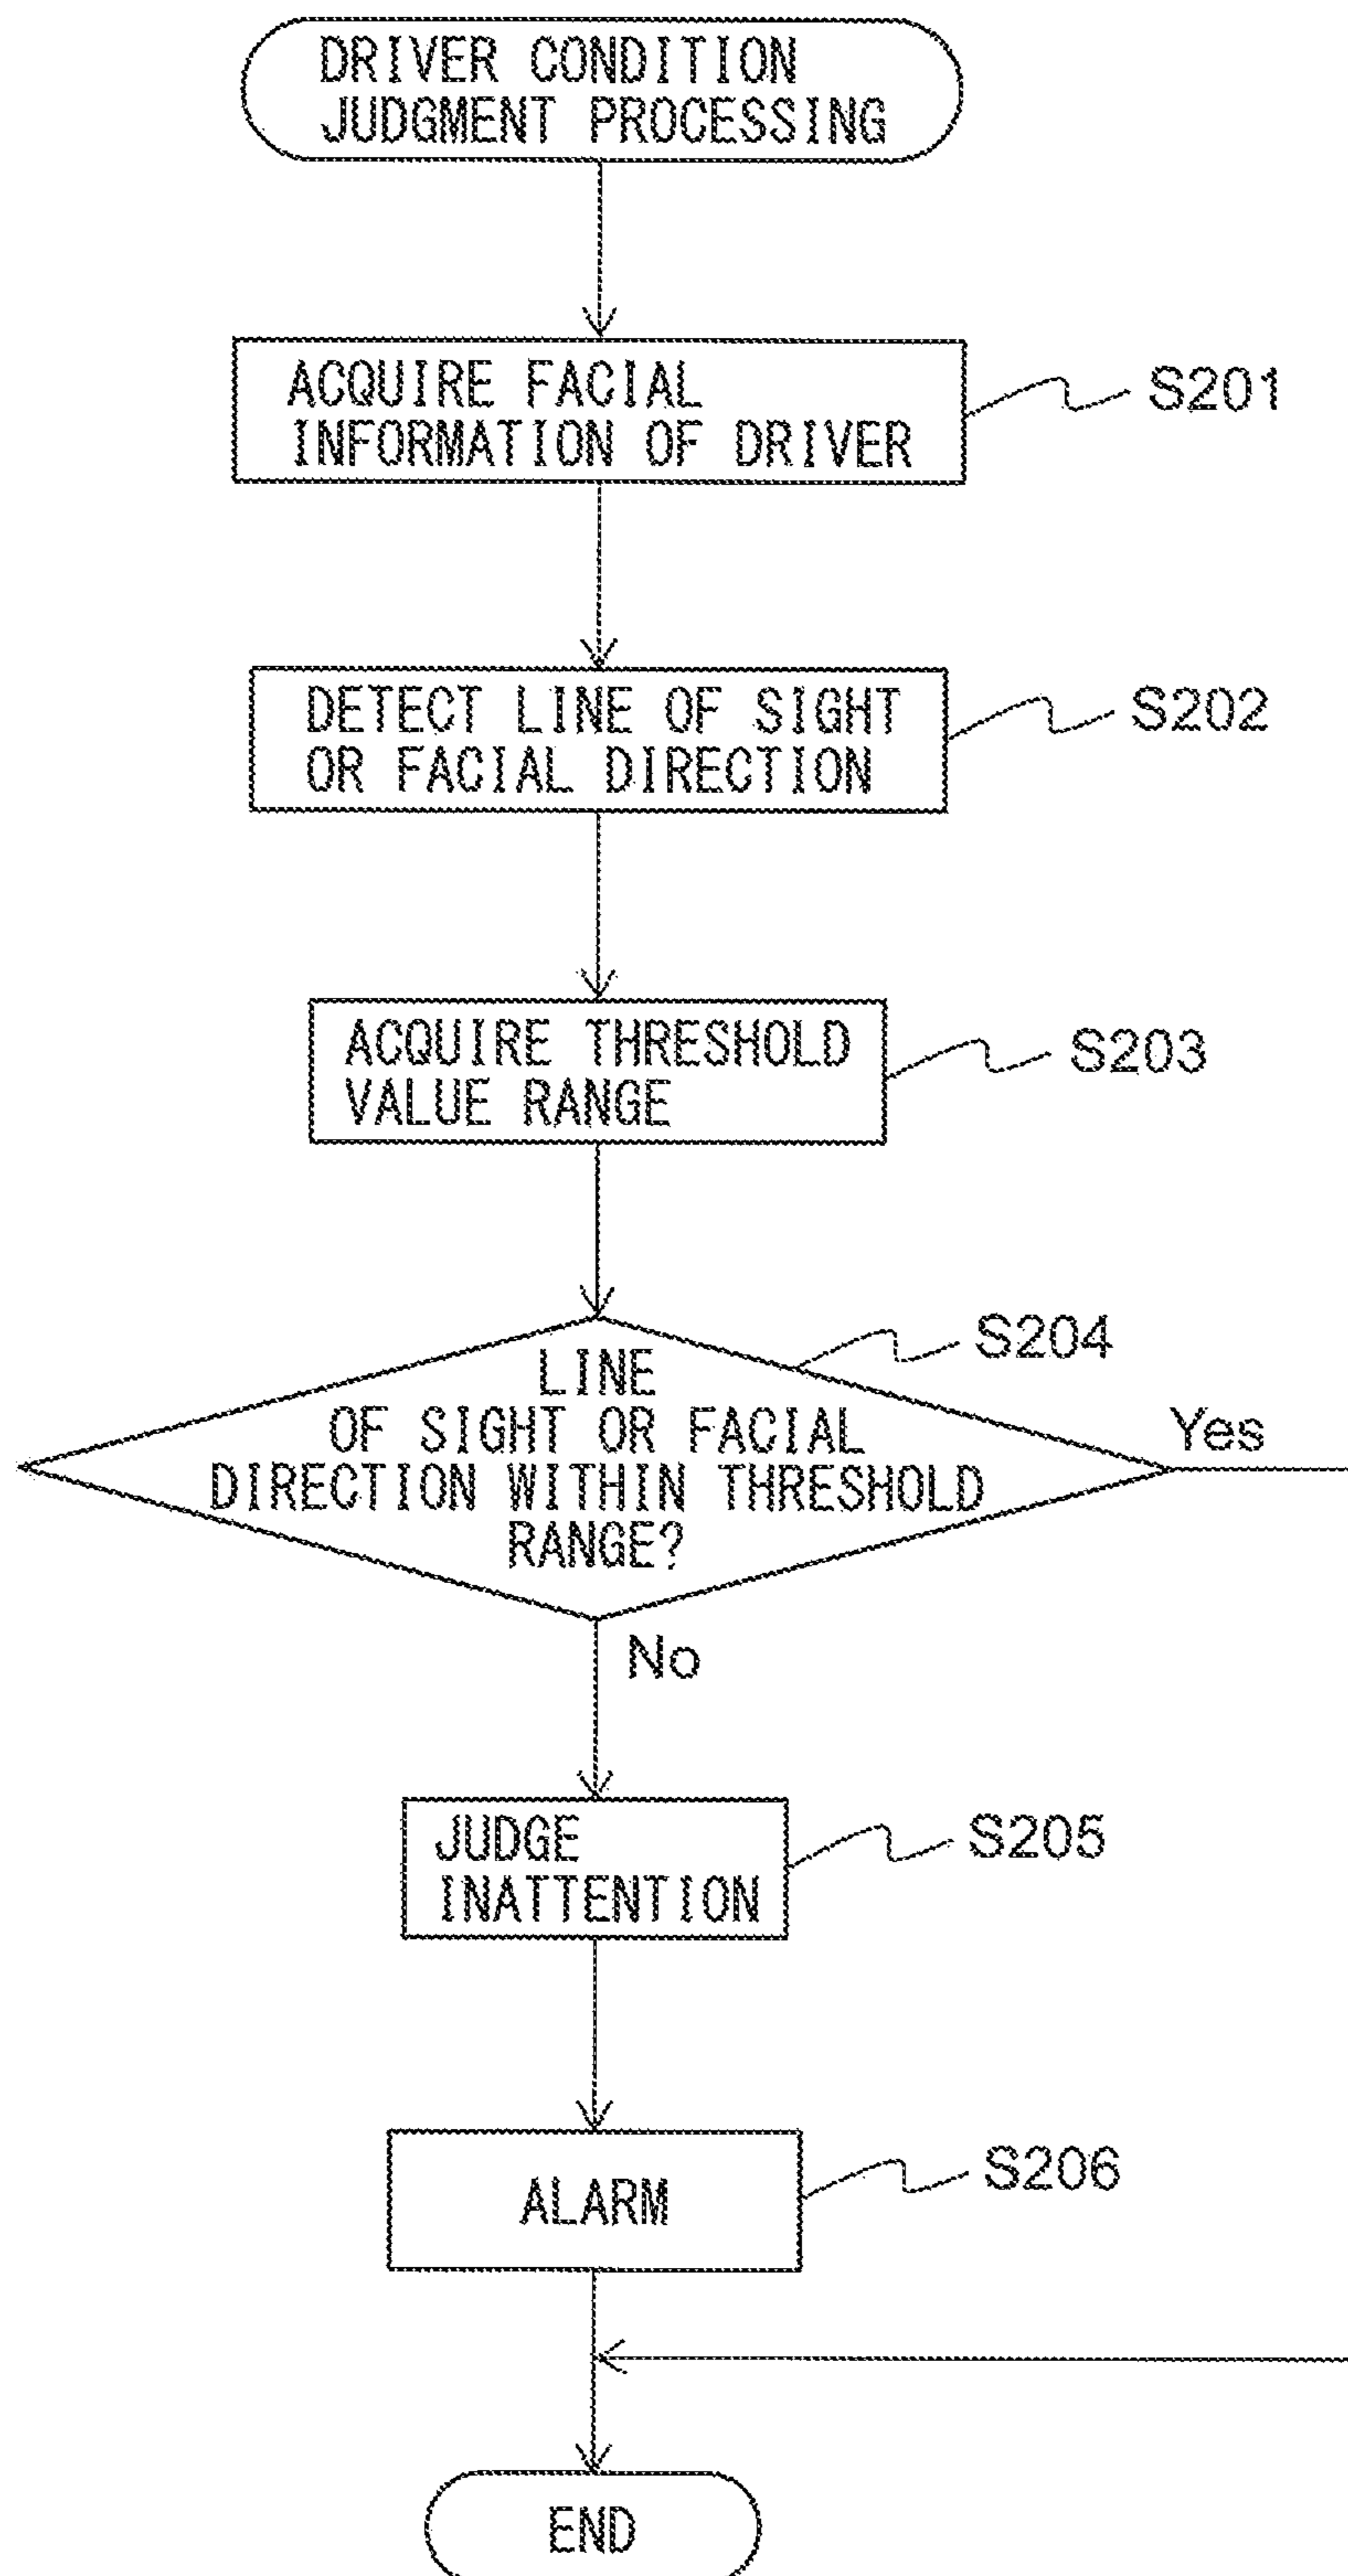 DRIVER CONDITION
JUDGMENT PROCESSING
ACQUIRE FACIAL
INFORMATION OF DRIVER
S201
DETECT LINE OF SIGHT
OR FACIAL DIRECTION
S202
ACQUIRE THRESHOLD
VALUE RANGE
S203
LINE
OF SIGHT OR FACIAL
DIRECTION WITHIN THRESHOLD
RANGE?
S204
Yes
No
JUDGE
INATTENTION
S205
ALARM
S206
END